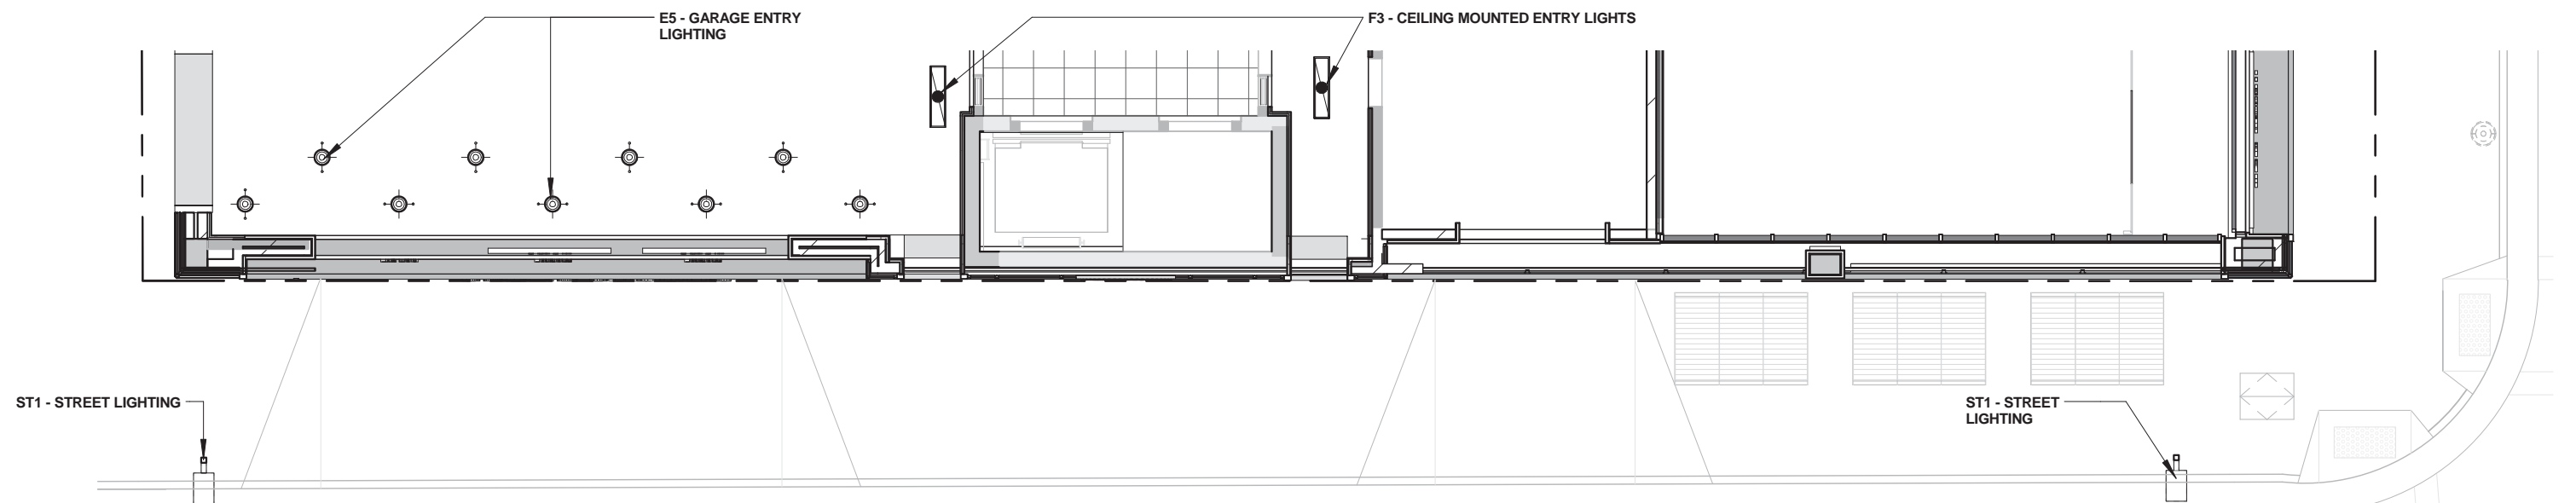 E5 - GARAGE ENTRY
LIGHTING
F3 - CEILING MOUNTED ENTRY LIGHTS
ST1 - STREET LIGHTING
ST1 - STREET
LIGHTING